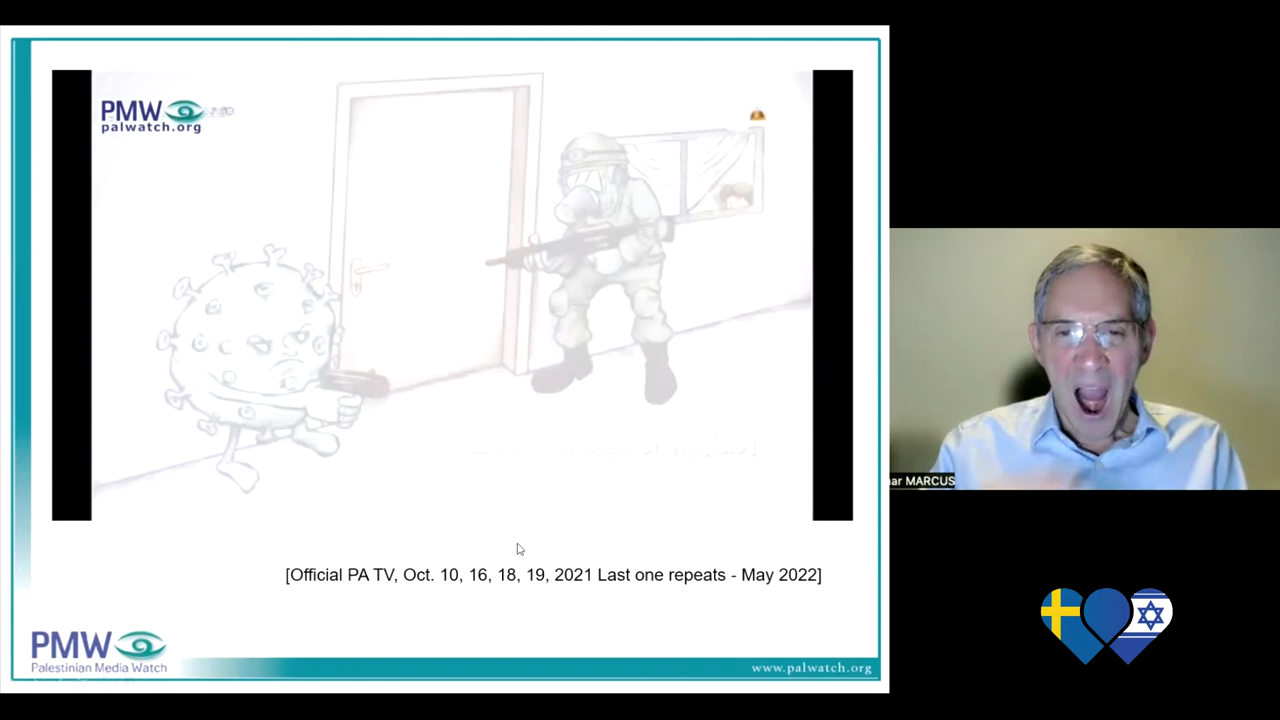 PMW
palwatch.org
[Official PA TV, Oct. 10, 16, 18, 19, 2021 Last one repeats - May 2022]
PMW
Palestinian Media Watch
www.palwatch.org
ar MARCUS